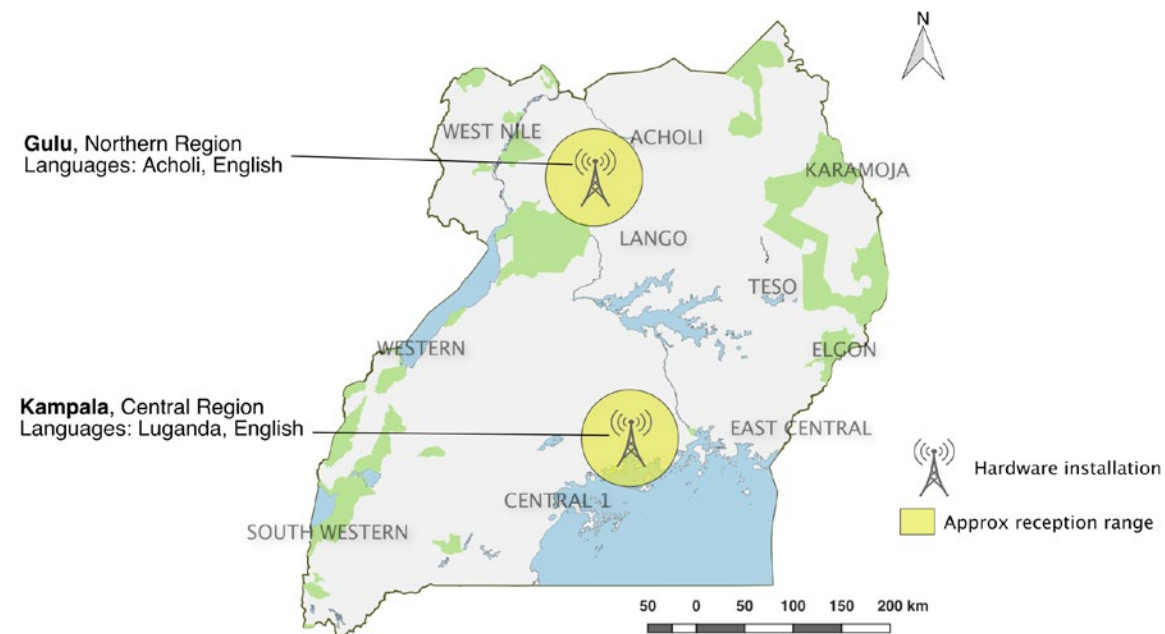 N
WEST NILE
ACHOLI
Gulu, Northern Region
Languages: Acholi, English
KARAMOJA
LANGO
TESO
WESTERN
ELGON
Kampala, Central Region
Languages: Luganda, English
EAST CENTRAL
Hardware installation
CENTRAL 1
Approx reception range
SOUTH WESTERN
50 0 50 100 150 200 km